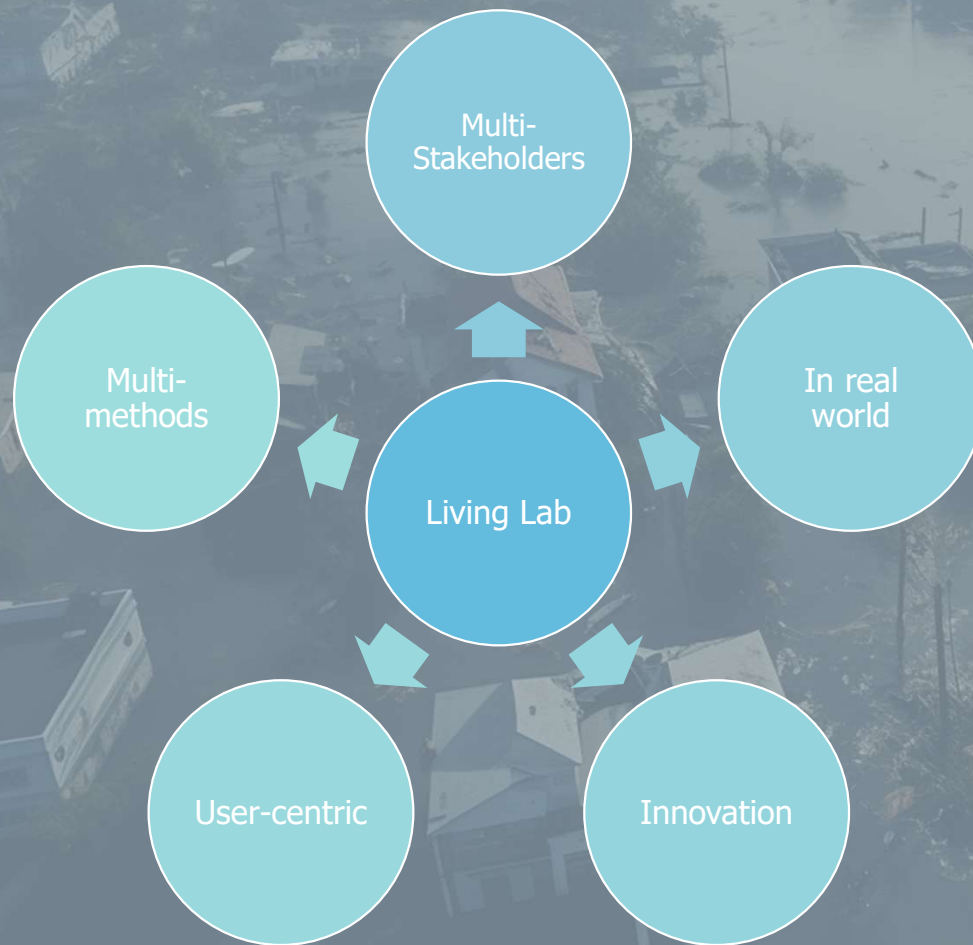 Multi-
Stakeholders
Multi-
methods
In real
world
Living Lab
User-centric
Innovation